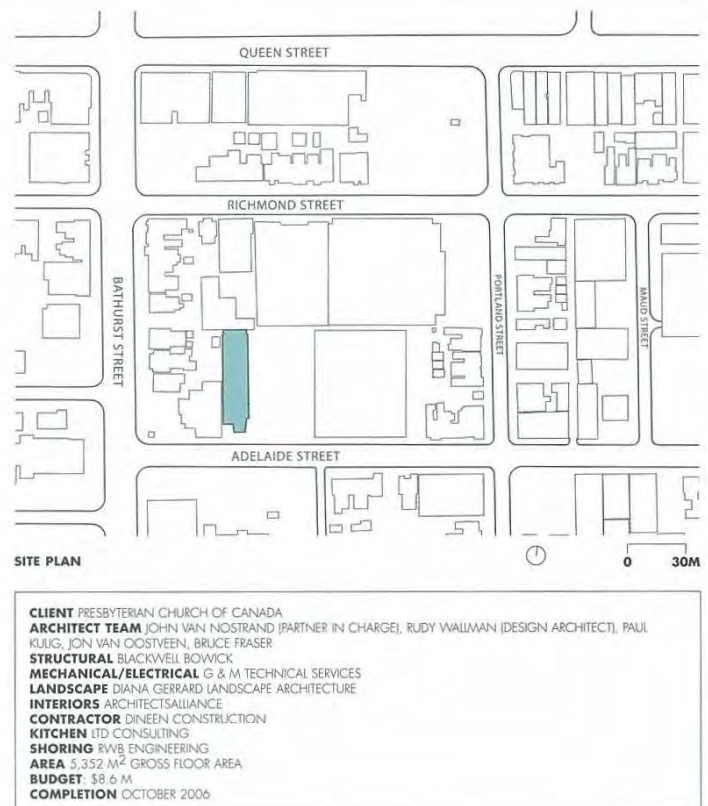 QUEEN STREET
RICHMOND STREET
BATHURST STREET
PORTLAND STREET
MAUD STREET
ADELAIDE STREET
SITE PLAN
0 30M
CLIENT PRESBYTERIAN CHURCH OF CANADA
ARCHITECT TEAM JOHN VAN NOSTRAND (PARTNER IN CHARGE), RUDY WALLMAN (DESIGN ARCHITECT), PAUL
KULIG, JON VAN OOSTVEEN, BRUCE FRASER
STRUCTURAL BLACKWELL BOWICK
MECHANICAL/ELECTRICAL G & M TECHNICAL SERVICES
LANDSCAPE DIANA GERRARD LANDSCAPE ARCHITECTURE
INTERIORS ARCHITECTSALLIANCE
CONTRACTOR DINEEN CONSTRUCTION
KITCHEN LTD CONSULTING
SHORING RWB ENGINEERING
AREA 5,352 M² GROSS FLOOR AREA
BUDGET: $8.6 M
COMPLETION OCTOBER 2006